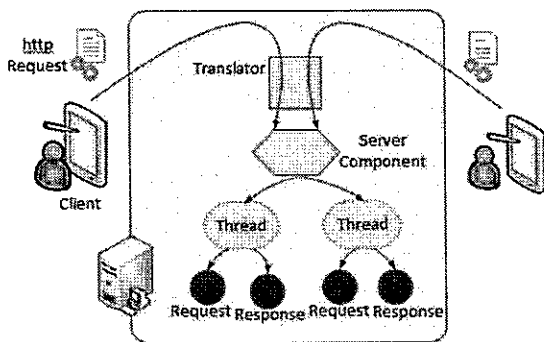 http
Request
Translator
Server
Component
Client
Thread
Thread
Request
Response
Request
Response